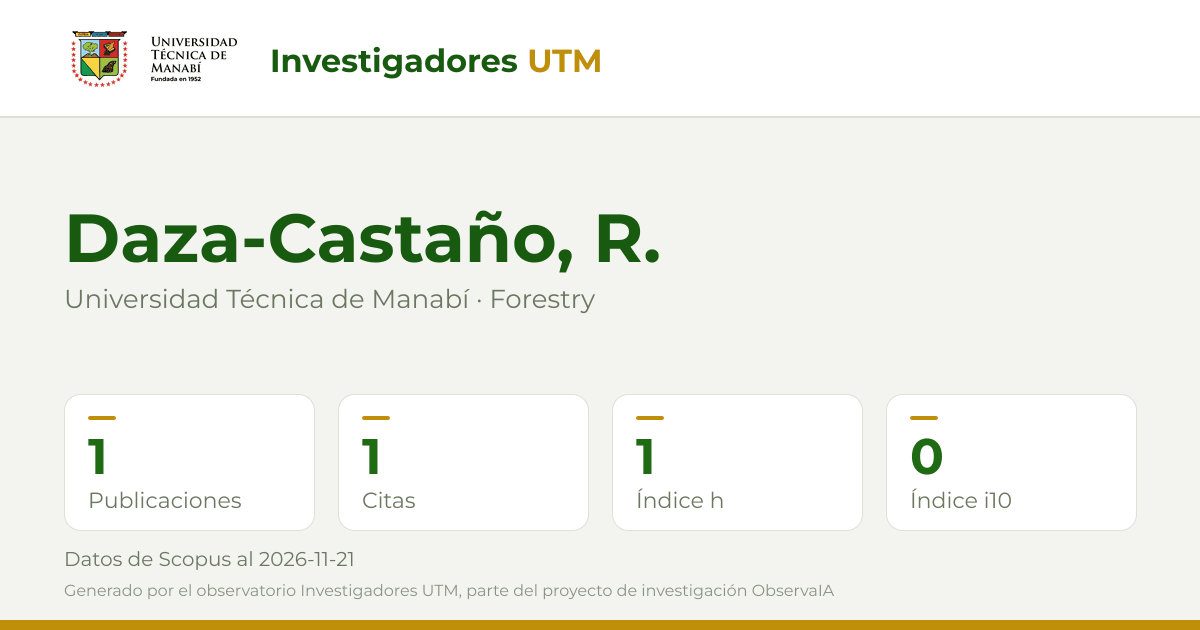 UNIVERSIDAD
TÉCNICA DE
MANABÍ
Fundada en 1952
Investigadores UTM
Daza-Castaño, R.
Universidad Técnica de Manabí · Forestry
1
Publicaciones
1
Citas
1
Índice h
0
Índice i10
Datos de Scopus al 2026-11-21
Generado por el observatorio Investigadores UTM, parte del proyecto de investigación ObservaIA